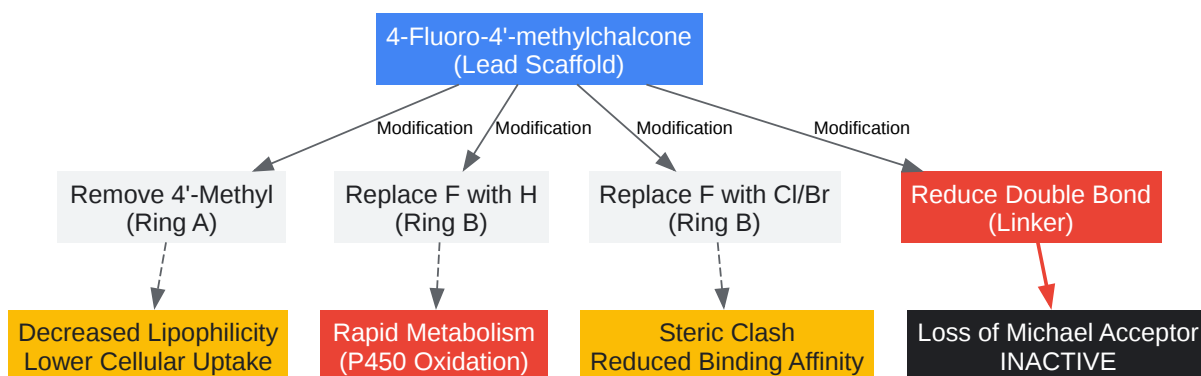 4-Fluoro-4'-methylchalcone
(Lead Scaffold)
Modification
Modification
Modification
Modification
Remove 4'-Methyl
(Ring A)
Replace F with H
(Ring B)
Replace F with Cl/Br
(Ring B)
Reduce Double Bond
(Linker)
Decreased Lipophilicity
Lower Cellular Uptake
Rapid Metabolism
(P450 Oxidation)
Steric Clash
Reduced Binding Affinity
Loss of Michael Acceptor
INACTIVE